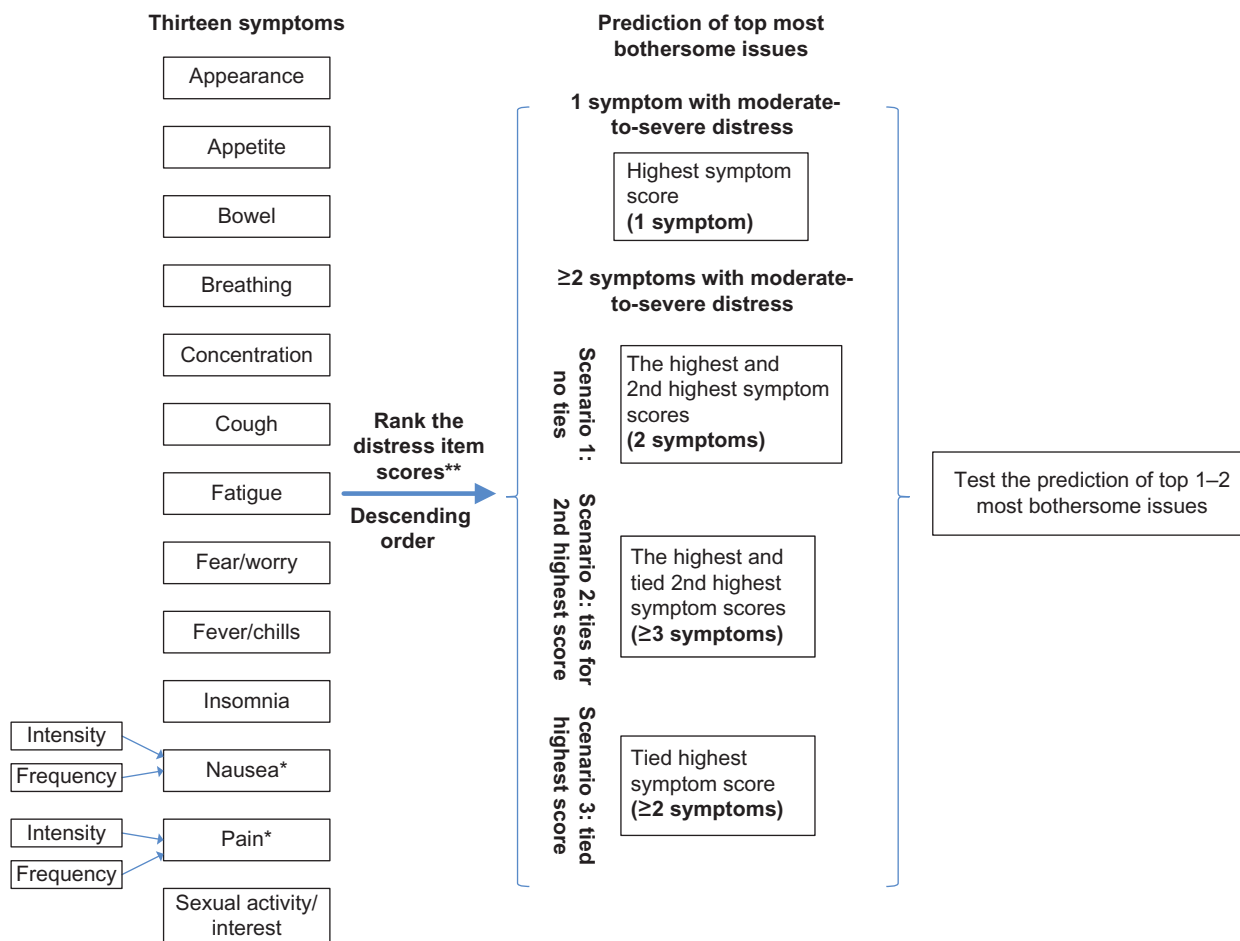 Thirteen symptoms
Appearance
Appetite
Bowel
Breathing
Concentration
Cough
Fatigue
Fear/worry
Fever/chills
Insomnia
Intensity
Frequency
Nausea*
Intensity
Frequency
Pain*
Sexual activity/
interest
Rank the
distress item
scores**
Descending
order
Prediction of top most
bothersome issues
1 symptom with moderate-
to-severe distress
Highest symptom
score
(1 symptom)
≥2 symptoms with moderate-
to-severe distress
Scenario 1:
no ties
The highest and
2nd highest symptom
scores
(2 symptoms)
Scenario 2: ties for
2nd highest score
The highest and
tied 2nd highest
symptom scores
(≥3 symptoms)
Scenario 3: tied
highest score
Tied highest
symptom score
(≥2 symptoms)
Test the prediction of top 1–2
most bothersome issues